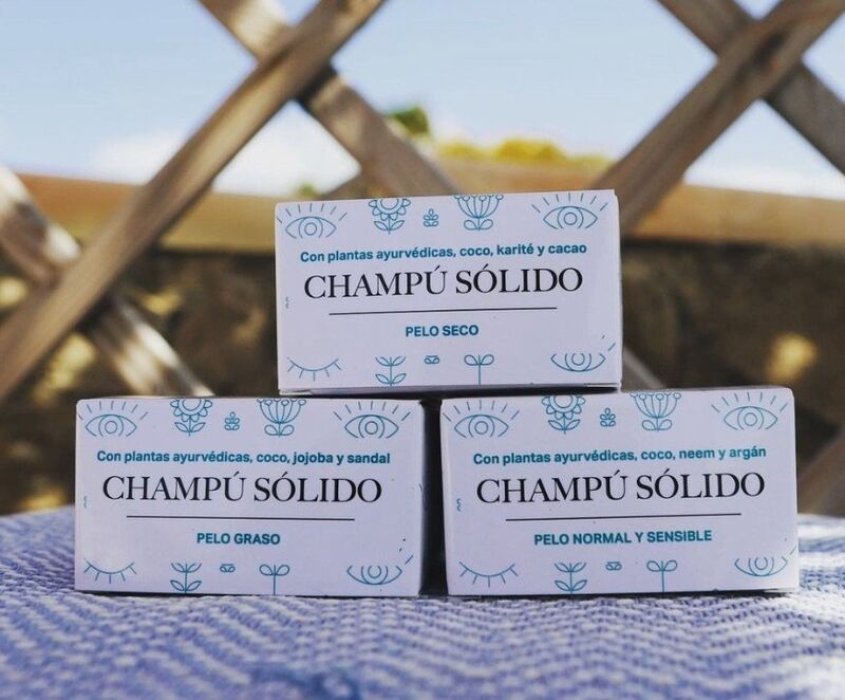 Con plantas ayurvédicas, coco, karité y cacao
CHAMPÚ SÓLIDO
PELO SECO
Con plantas ayurvédicas, coco, jojoba y sandal
CHAMPÚ SÓLIDO
PELO GRASO
Con plantas ayurvédicas, coco, neem y argán
CHAMPÚ SÓLIDO
PELO NORMAL Y SENSIBLE